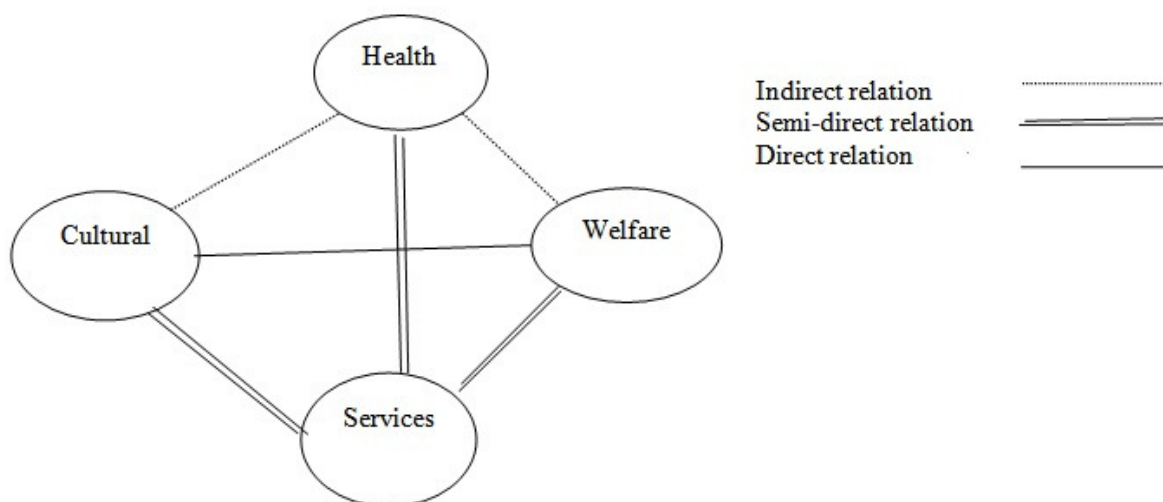 Health
Indirect relation
Semi-direct relation
Direct relation
Cultural
Welfare
Services